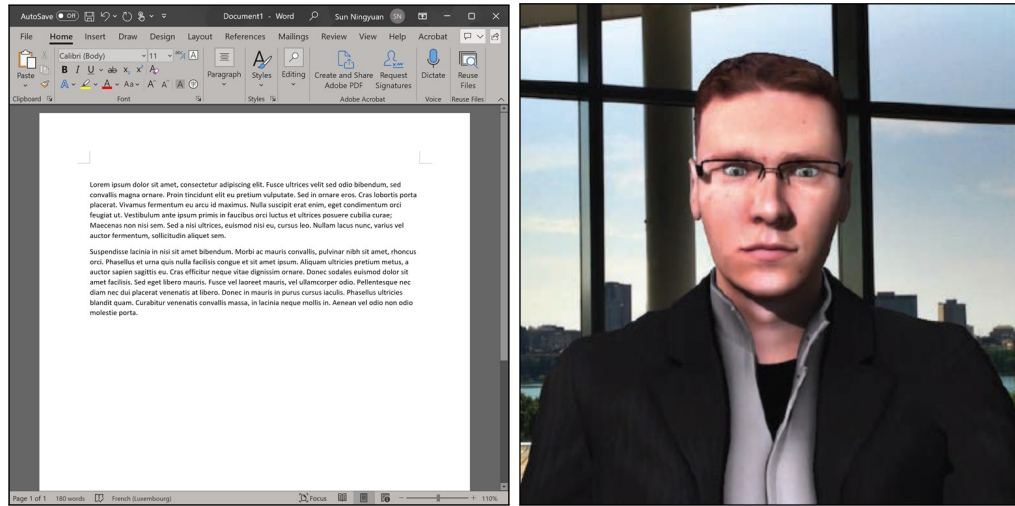 AutoSave Off Document1 - Word Sun Ningyuan SN
File Home Insert Draw Design Layout References Mailings Review View Help Acrobat
Calibri (Body) 11
Paste Paragraph Styles Editing Create and Share Adobe PDF Request Signatures Dictate Reuse Files
Clipboard Font Styles Adobe Acrobat Voice Reuse Files
Lorem ipsum dolor sit amet, consectetur adipiscing elit. Fusce ultrices velit sed odio bibendum, sed
convallis magna ornare. Proin tincidunt elit eu pretium vulputate. Sed in ornare eros. Cras lobortis porta
placerat. Vivamus fermentum eu arcu id maximus. Nulla suscipit erat enim, eget condimentum orci
feugiat ut. Vestibulum ante ipsum primis in faucibus orci luctus et ultrices posuere cubilia curae;
Maecenas non nisi sem. Sed a nisi ultrices, euismod nisi eu, cursus leo. Nullam lacus nunc, varius vel
auctor fermentum, sollicitudin aliquet sem.
Suspendisse lacinia in nisi sit amet bibendum. Morbi ac mauris convallis, pulvinar nibh sit amet, rhoncus
orci. Phasellus et urna quis nulla facilisis congue et sit amet ipsum. Aliquam ultricies pretium metus, a
auctor sapien sagittis eu. Cras efficitur neque vitae dignissim ornare. Donec sodales euismod dolor sit
amet facilisis. Sed eget libero mauris. Fusce vel laoreet mauris, vel ullamcorper odio. Pellentesque nec
diam nec dui placerat venenatis at libero. Donec in mauris in purus cursus iaculis. Phasellus ultricies
blandit quam. Curabitur venenatis convallis massa, in lacinia neque mollis in. Aenean vel odio non odio
molestie porta.
Page 1 of 1 180 words French (Luxembourg) Focus 110%